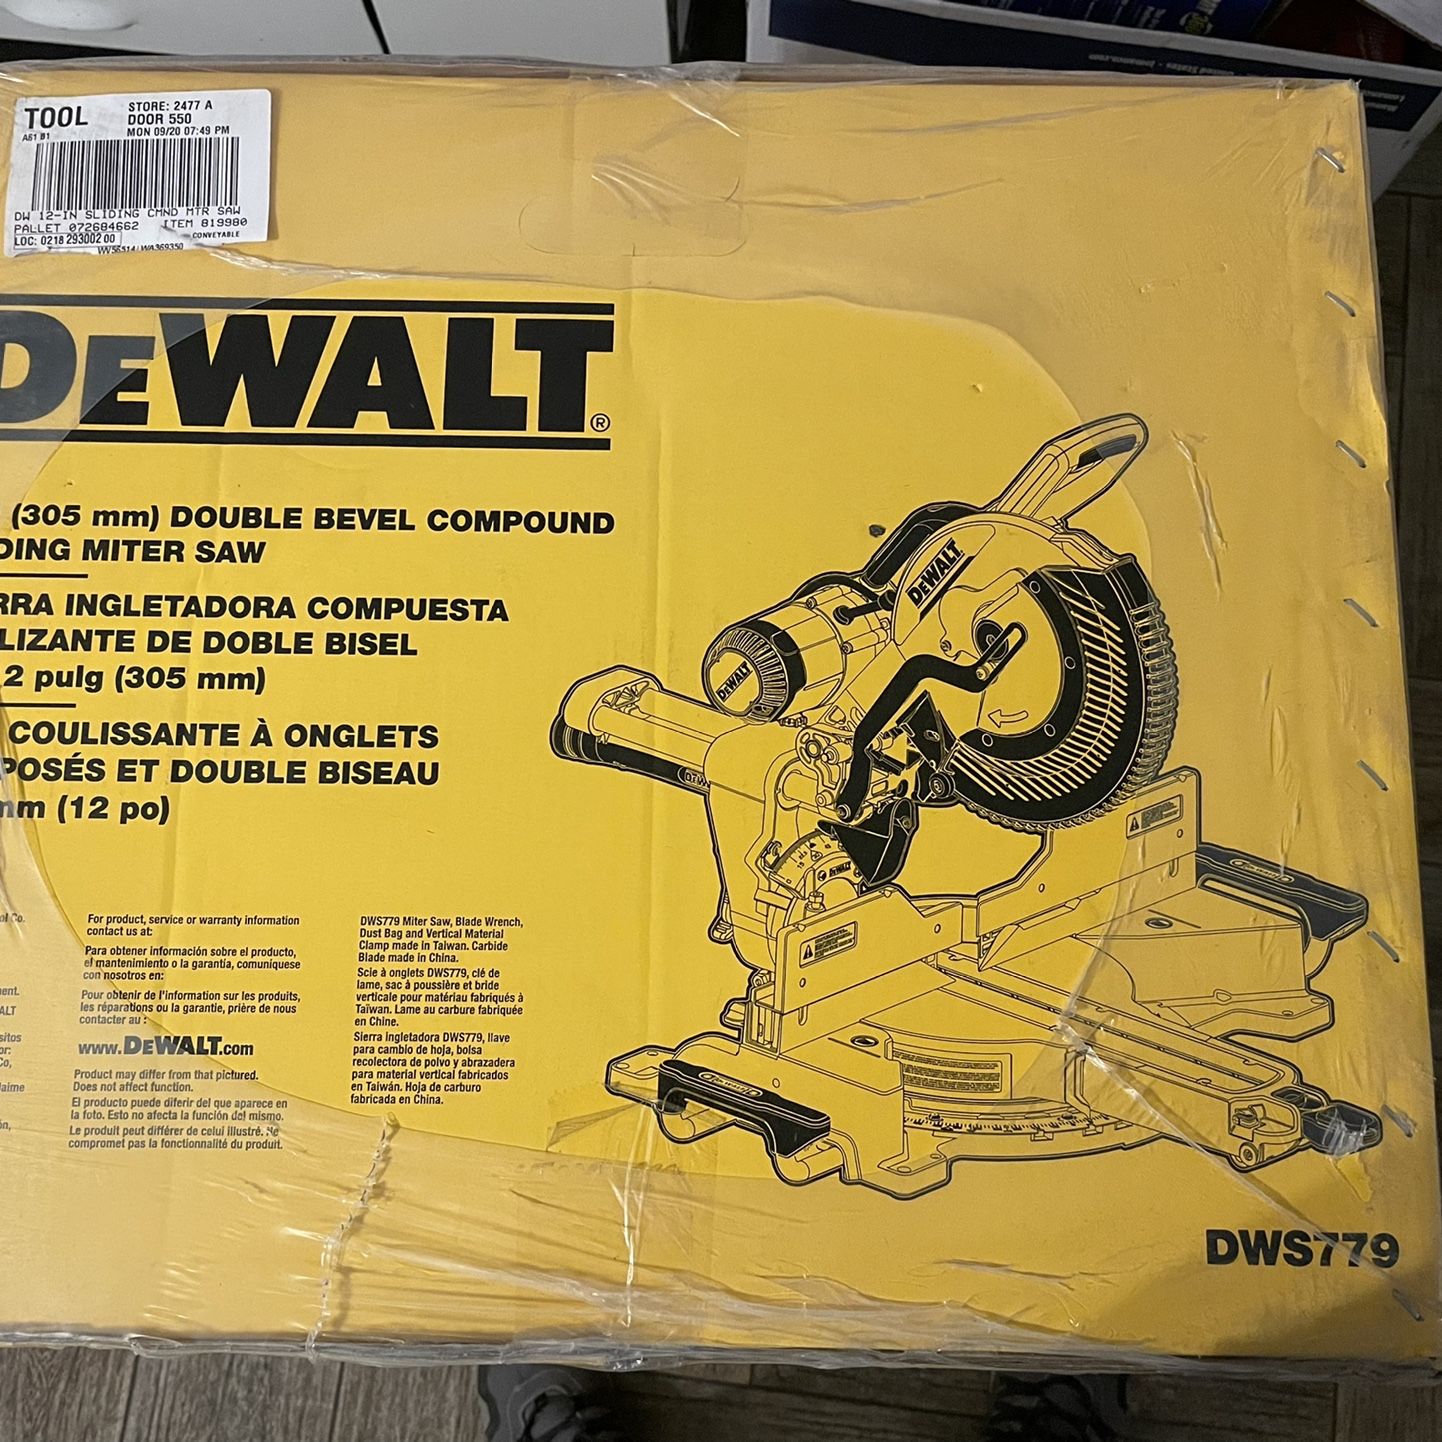 TOOL
A61 B1
STORE: 2477 A
DOOR 550
MON 09/20 07:49 PM
DW 12-IN SLIDING CMND MTR SAW
PALLET 072684662 ITEM 819980
LOC: 0218 293002 00
CONVEYABLE
WV56514/WA369350
DEWALT®
(305 mm) DOUBLE BEVEL COMPOUND
DING MITER SAW
RRA INGLETADORA COMPUESTA
LIZANTE DE DOBLE BISEL
2 pulg (305 mm)
COULISSANTE À ONGLETS
POSÉS ET DOUBLE BISEAU
mm (12 po)
For product, service or warranty information
contact us at:
Para obtener información sobre el producto,
el mantenimiento o la garantía, comuníquese
con nosotros en:
Pour obtenir de l'information sur les produits,
les réparations ou la garantie, prière de nous
contacter au :
www.DEWALT.com
Product may differ from that pictured.
Does not affect function.
El producto puede diferir del que aparece en
la foto. Esto no afecta la función del mismo.
Le produit peut différer de celui illustré. Ne
compromet pas la fonctionnalité du produit.
DWS779 Miter Saw, Blade Wrench,
Dust Bag and Vertical Material
Clamp made in Taiwan. Carbide
Blade made in China.
Scie à onglets DWS779, clé de
lame, sac à poussière et bride
verticale pour matériau fabriqués à
Taïwan. Lame au carbure fabriquée
en Chine.
Sierra ingletadora DWS779, llave
para cambio de hoja, bolsa
recolectora de polvo y abrazadera
para material vertical fabricados
en Taiwán. Hoja de carburo
fabricada en China.
DEWALT
DEWALT
DEWALT
DWS779